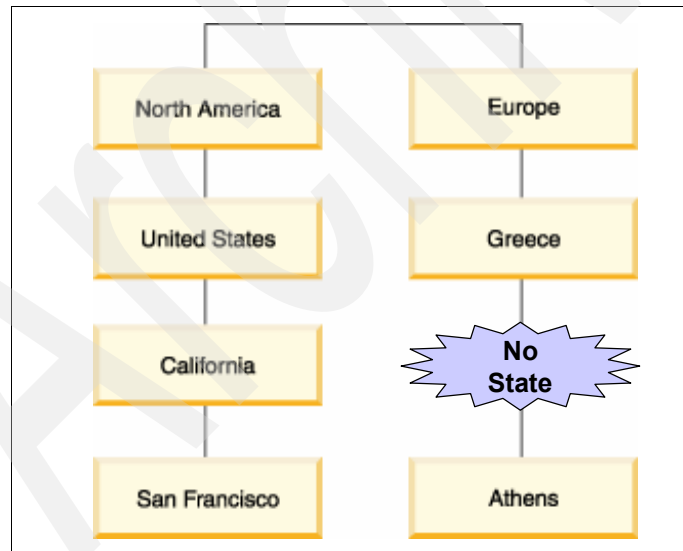 North America
Europe
United States
Greece
California
No
State
San Francisco
Athens